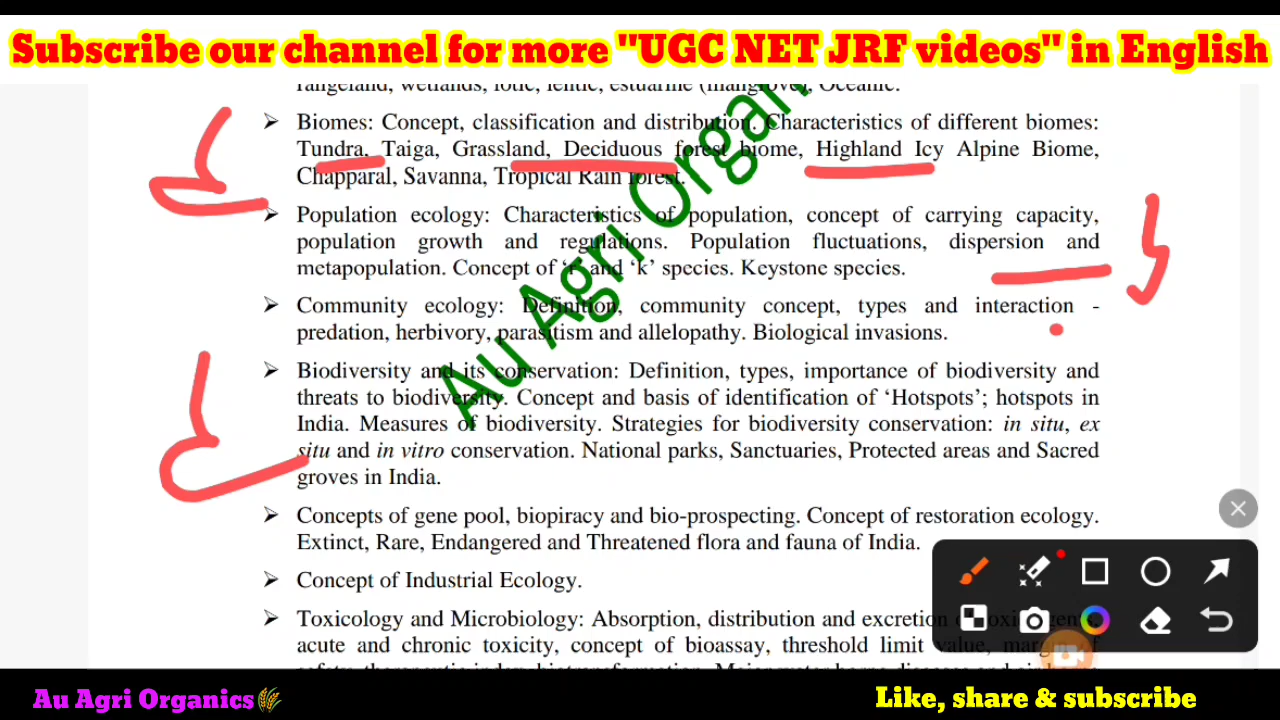 Subscribe our channel for more "UGC NET JRF videos" in English
rangeland, wetlands, lotic, lentic, estuarine (mangrove), Oceanic.
➢ Biomes: Concept, classification and distribution. Characteristics of different biomes:
Tundra, Taiga, Grassland, Deciduous forest biome, Highland Icy Alpine Biome,
Chapparal, Savanna, Tropical Rain forest.
➢ Population ecology: Characteristics of population, concept of carrying capacity,
population growth and regulations. Population fluctuations, dispersion and
metapopulation. Concept of ‘r’ and ‘k’ species. Keystone species.
➢ Community ecology: Definition, community concept, types and interaction -
predation, herbivory, parasitism and allelopathy. Biological invasions.
➢ Biodiversity and its conservation: Definition, types, importance of biodiversity and
threats to biodiversity. Concept and basis of identification of ‘Hotspots’; hotspots in
India. Measures of biodiversity. Strategies for biodiversity conservation: in situ, ex
situ and in vitro conservation. National parks, Sanctuaries, Protected areas and Sacred
groves in India.
➢ Concepts of gene pool, biopiracy and bio-prospecting. Concept of restoration ecology.
Extinct, Rare, Endangered and Threatened flora and fauna of India.
➢ Concept of Industrial Ecology.
➢ Toxicology and Microbiology: Absorption, distribution and excretion
acute and chronic toxicity, concept of bioassay, threshold limit value,
Au Agri Organ
Au Agri Organics
Like, share & subscribe